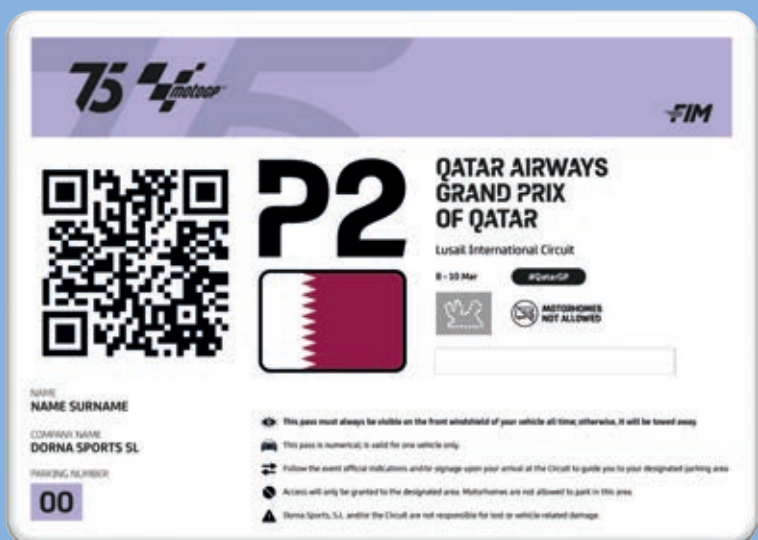 75 motoGP™
FIM
P2
QATAR AIRWAYS
GRAND PRIX
OF QATAR
Lusail International Circuit
8 - 10 Mar
#QatarGP
MOTORHOMES
NOT ALLOWED
NAME
NAME SURNAME
COMPANY NAME
DORNA SPORTS SL
PARKING NUMBER
00
This pass must always be visible on the front windshield of your vehicle all time; otherwise, it will be towed away.
This pass is numerical; is valid for one vehicle only.
Follow the event official indications and/or signage upon your arrival at the Circuit to guide you to your designated parking area.
Access will only be granted to the designated area. Motorhomes are not allowed to park in this area.
Dorna Sports, S.L. and/or the Circuit are not responsible for lost or vehicle-related damage.